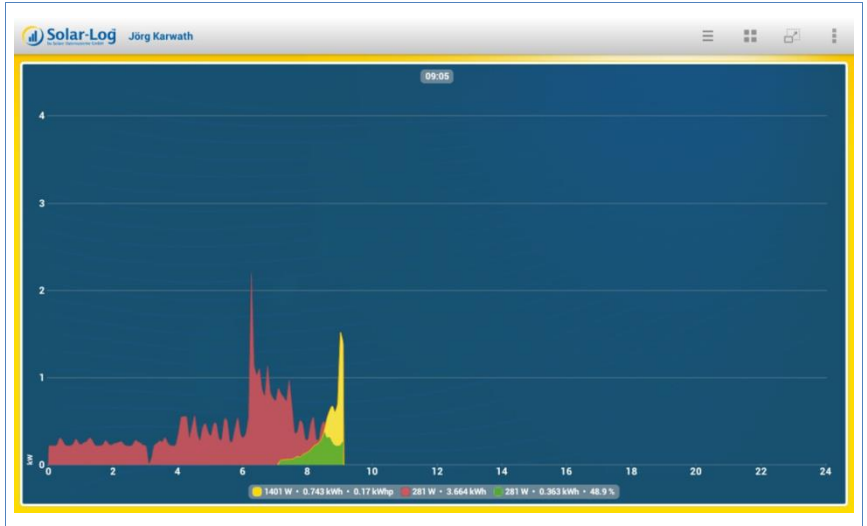 Solar-Log Jörg Karwath
09:05
4
3
2
1
kW
0
0 2 4 6 8 10 12 14 16 18 20 22 24
1401 W • 0.743 kWh • 0.17 kWhp 281 W • 3.664 kWh 281 W • 0.363 kWh • 48.9 %